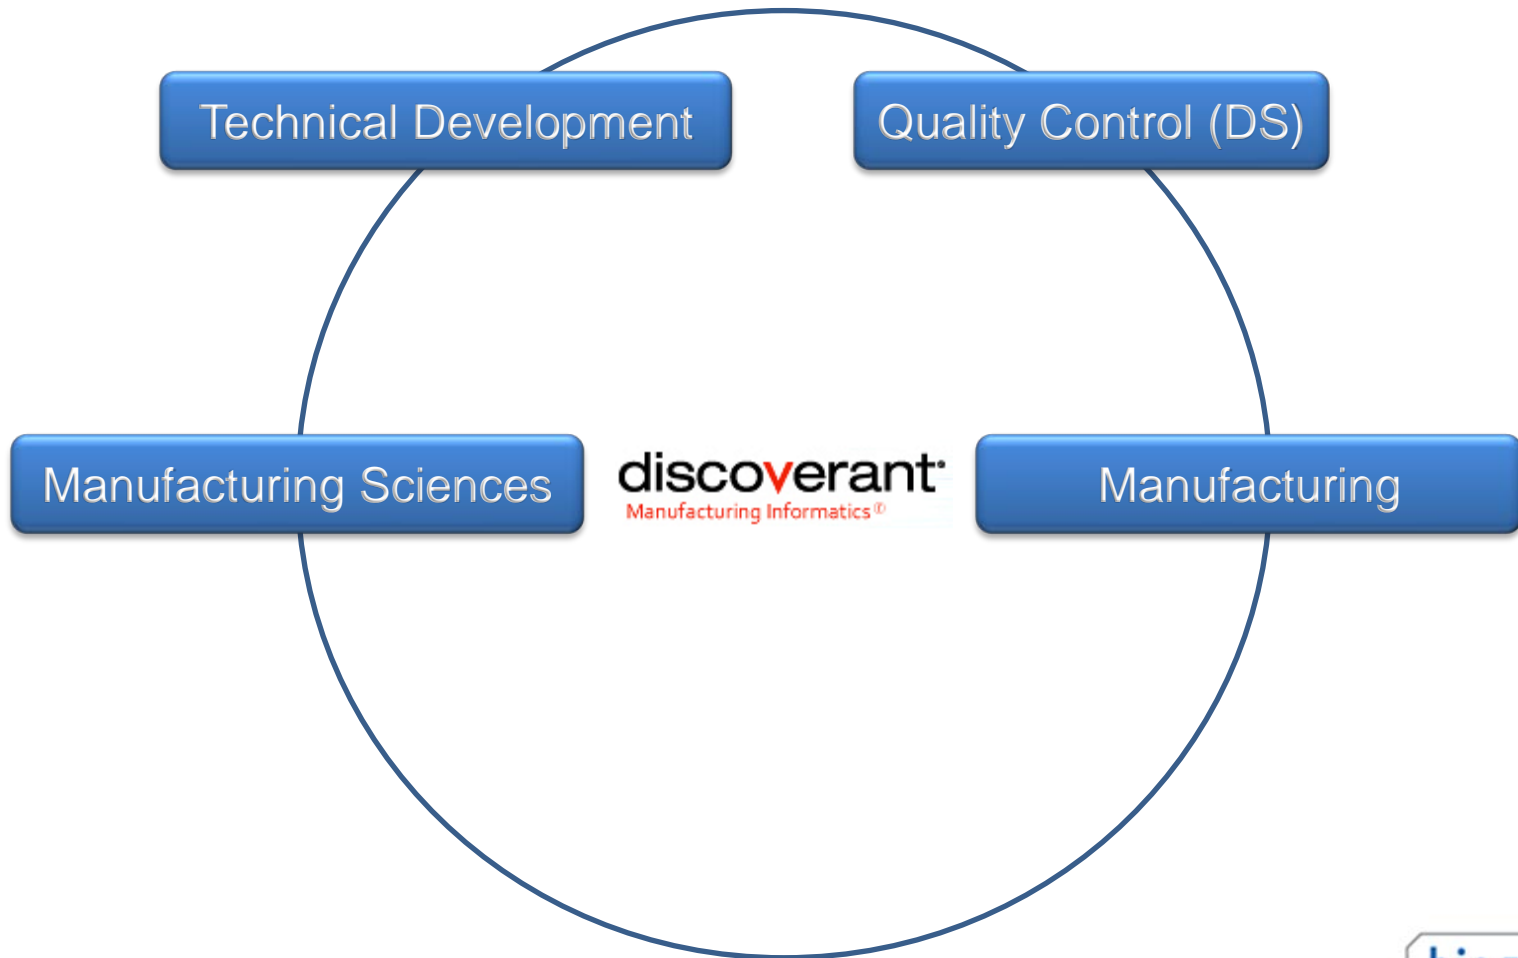 Technical Development
Quality Control (DS)
Manufacturing Sciences
discoverant
Manufacturing Informatics©
Manufacturing